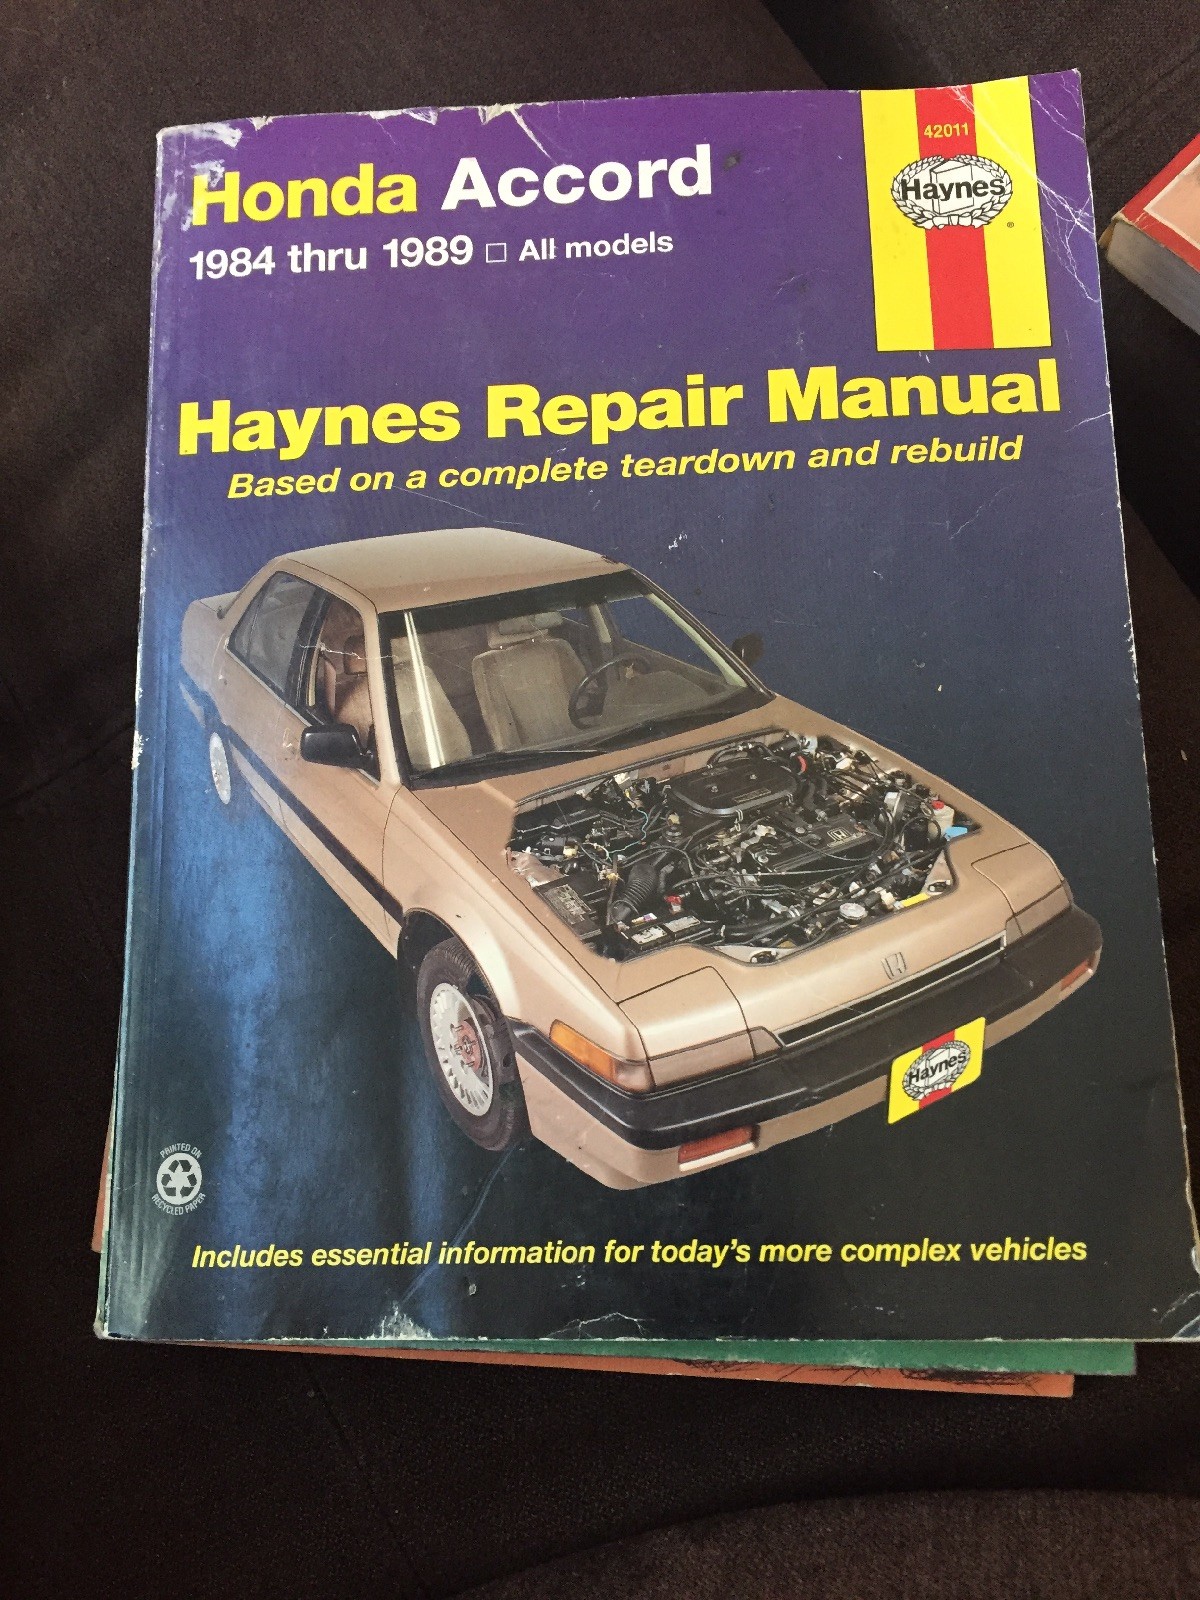 42011
Haynes
®
Honda Accord
1984 thru 1989 □ All models
Haynes Repair Manual
Based on a complete teardown and rebuild
Haynes
PRINTED ON
RECYCLED PAPER
Includes essential information for today's more complex vehicles